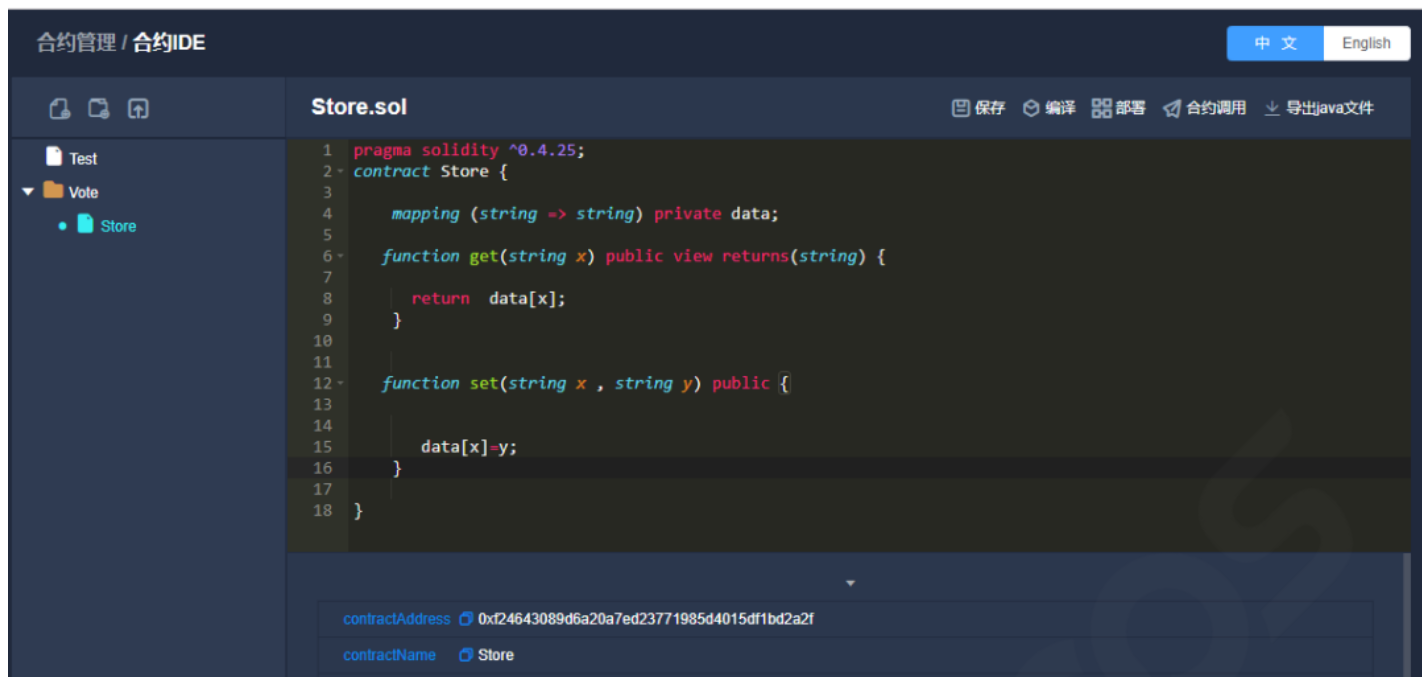 合约管理 / 合约IDE
中 文 English
Store.sol
保存 编译 部署 合约调用 导出java文件
Test
Vote
Store
1 pragma solidity ^0.4.25;
2 contract Store {
3
4 mapping (string => string) private data;
5
6 function get(string x) public view returns(string) {
7
8 return data[x];
9 }
10
11
12 function set(string x , string y) public {
13
14
15 data[x]=y;
16 }
17
18 }
contractAddress 0xf24643089d6a20a7ed23771985d4015df1bd2a2f
contractName Store